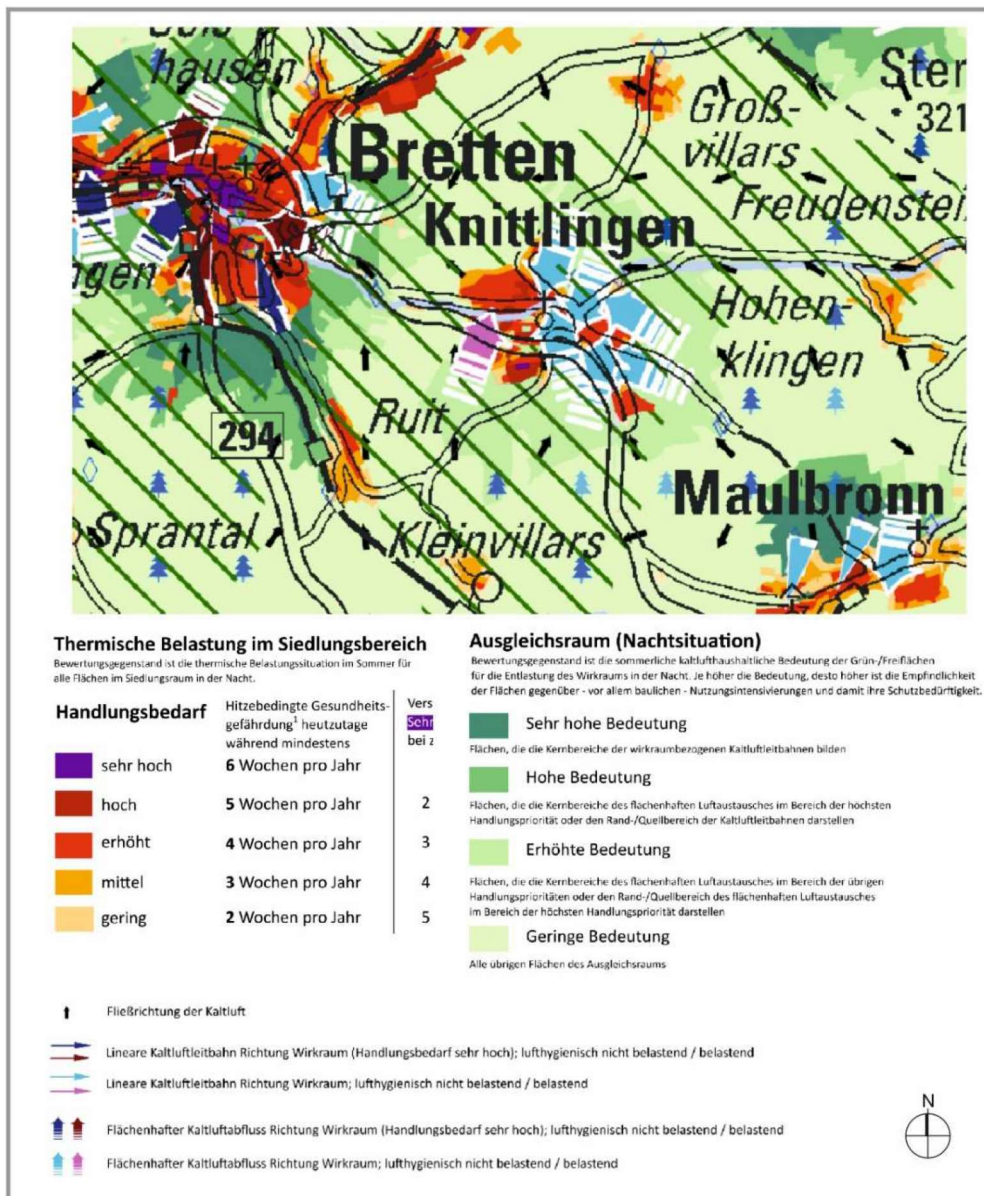 hausen
Ster
321
Groß-
villars
Bretten
Knittlingen
Freudenstein
ngen
Hohen-
klingen
Ruit
294
Maulbronn
Sprantal
Kleinvillars
Thermische Belastung im Siedlungsbereich
Bewertungsgegenstand ist die thermische Belastungssituation im Sommer für
alle Flächen im Siedlungsraum in der Nacht.
Handlungsbedarf
Hitzebedingte Gesundheits-
gefährdung¹ heutzutage
während mindestens
Vers
Sehr
bei z
sehr hoch 6 Wochen pro Jahr
hoch 5 Wochen pro Jahr 2
erhöht 4 Wochen pro Jahr 3
mittel 3 Wochen pro Jahr 4
gering 2 Wochen pro Jahr 5
Ausgleichsraum (Nachtsituation)
Bewertungsgegenstand ist die sommerliche kaltlufthaushaltliche Bedeutung der Grün-/Freiflächen
für die Entlastung des Wirkraums in der Nacht. Je höher die Bedeutung, desto höher ist die Empfindlichkeit
der Flächen gegenüber - vor allem baulichen - Nutzungsintensivierungen und damit ihre Schutzbedürftigkeit.
Sehr hohe Bedeutung
Flächen, die die Kernbereiche der wirkraumbezogenen Kaltluftleitbahnen bilden
Hohe Bedeutung
Flächen, die die Kernbereiche des flächenhaften Luftaustausches im Bereich der höchsten
Handlungspriorität oder den Rand-/Quellbereich der Kaltluftleitbahnen darstellen
Erhöhte Bedeutung
Flächen, die die Kernbereiche des flächenhaften Luftaustausches im Bereich der übrigen
Handlungsprioritäten oder den Rand-/Quellbereich des flächenhaften Luftaustausches
im Bereich der höchsten Handlungspriorität darstellen
Geringe Bedeutung
Alle übrigen Flächen des Ausgleichsraums
Fließrichtung der Kaltluft
Lineare Kaltluftleitbahn Richtung Wirkraum (Handlungsbedarf sehr hoch); lufthygienisch nicht belastend / belastend
Lineare Kaltluftleitbahn Richtung Wirkraum; lufthygienisch nicht belastend / belastend
Flächenhafter Kaltluftabfluss Richtung Wirkraum (Handlungsbedarf sehr hoch); lufthygienisch nicht belastend / belastend
Flächenhafter Kaltluftabfluss Richtung Wirkraum; lufthygienisch nicht belastend / belastend
N